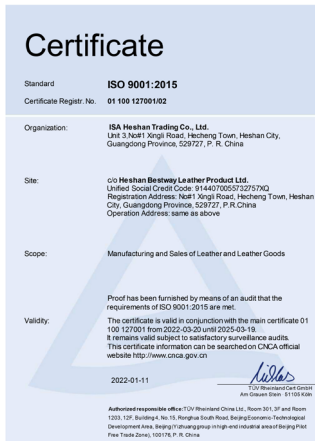 Certificate
Standard ISO 9001:2015
Certificate Registr. No. 01 100 127001/02
Organization: ISA Heshan Trading Co., Ltd.
Unit 3,No#1 Xingli Road, Hecheng Town, Heshan City,
Guangdong Province, 529727, P. R. China
Site: c/o Heshan Bestway Leather Product Ltd.
Unified Social Credit Code: 9144070055732757XQ
Registration Address: No#1 Xingli Road, Hecheng Town, Heshan
City, Guangdong Province, 529727, P.R.China
Operation Address: same as above
Scope: Manufacturing and Sales of Leather and Leather Goods
Proof has been furnished by means of an audit that the
requirements of ISO 9001:2015 are met.
Validity: The certificate is valid in conjunction with the main certificate 01
100 127001 from 2022-03-20 until 2025-03-19.
It remains valid subject to satisfactory surveillance audits.
This certificate information can be searched on CNCA official
website http://www.cnca.gov.cn
2022-01-11
TÜV Rheinland Cert GmbH
Am Grauen Stein · 51105 Köln
Authorized responsible office:TÜV Rheinland China Ltd., Room 301, 3F and Room
1203, 12F, Building 4, No.15, Ronghua South Road, Beijing Economic-Technological
Development Area, Beijing(Yizhuang group in high-end industrial area of Beijing Pilot
Free Trade Zone), 100176, P. R. China